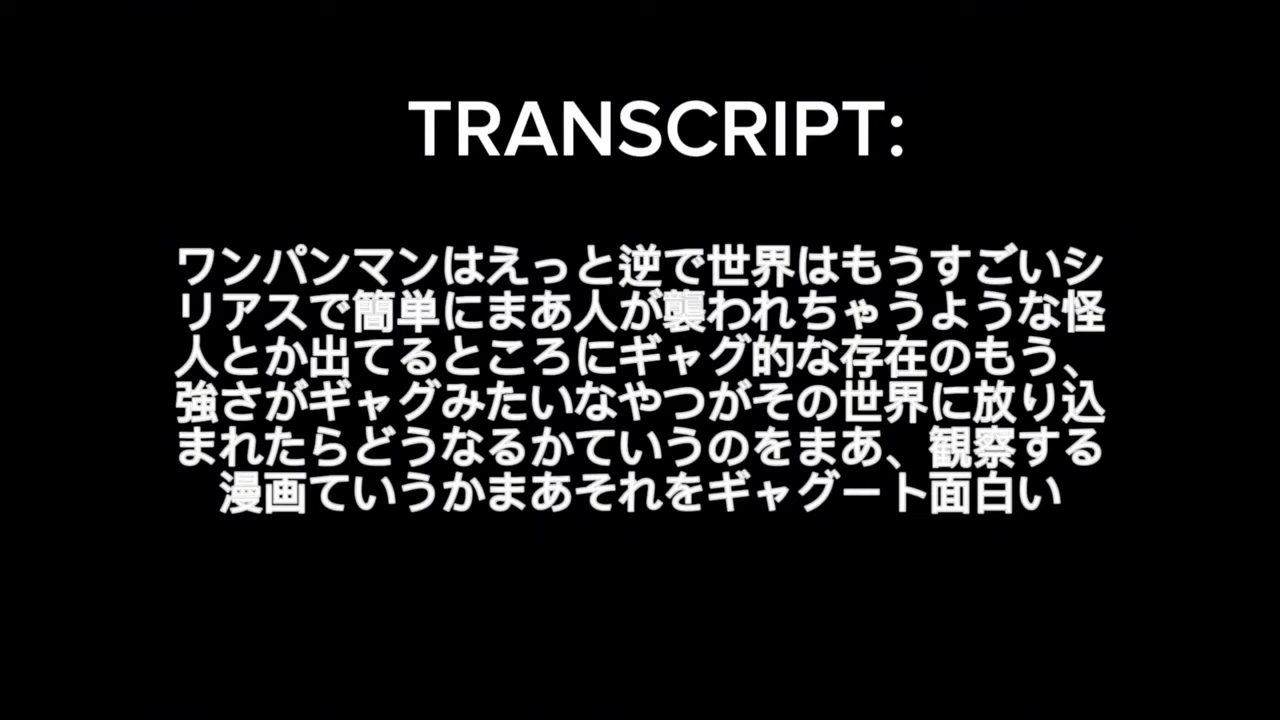 TRANSCRIPT:
ワンパンマンはえっと逆で世界はもうすごいシ
リアスで簡単にまあ人が襲われちゃうような怪
人とか出てるところにギャグ的な存在のもう、
強さがギャグみたいなやつがその世界に放り込
まれたらどうなるかていうのをまあ、観察する
漫画ていうかまあそれをギャグート面白い